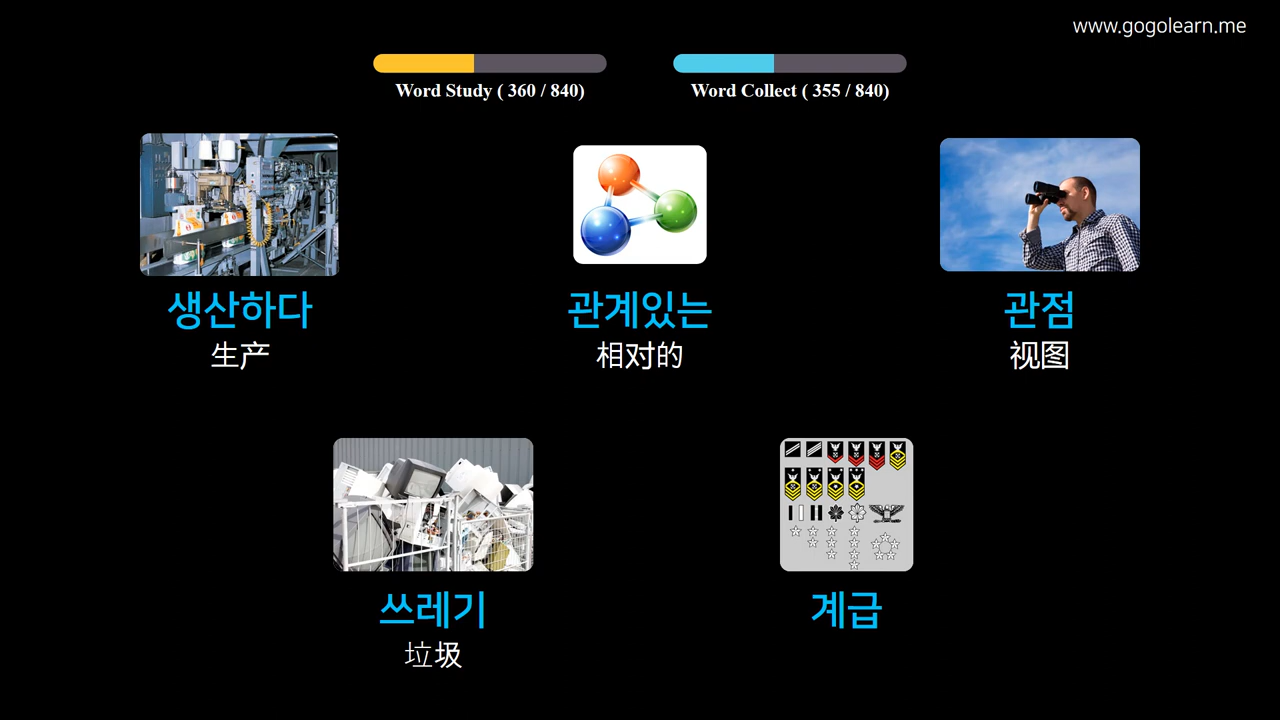 www.gogolearn.me
Word Study ( 360 / 840)
Word Collect ( 355 / 840)
생산하다
生产
관계있는
相对的
관점
视图
쓰레기
垃圾
계급